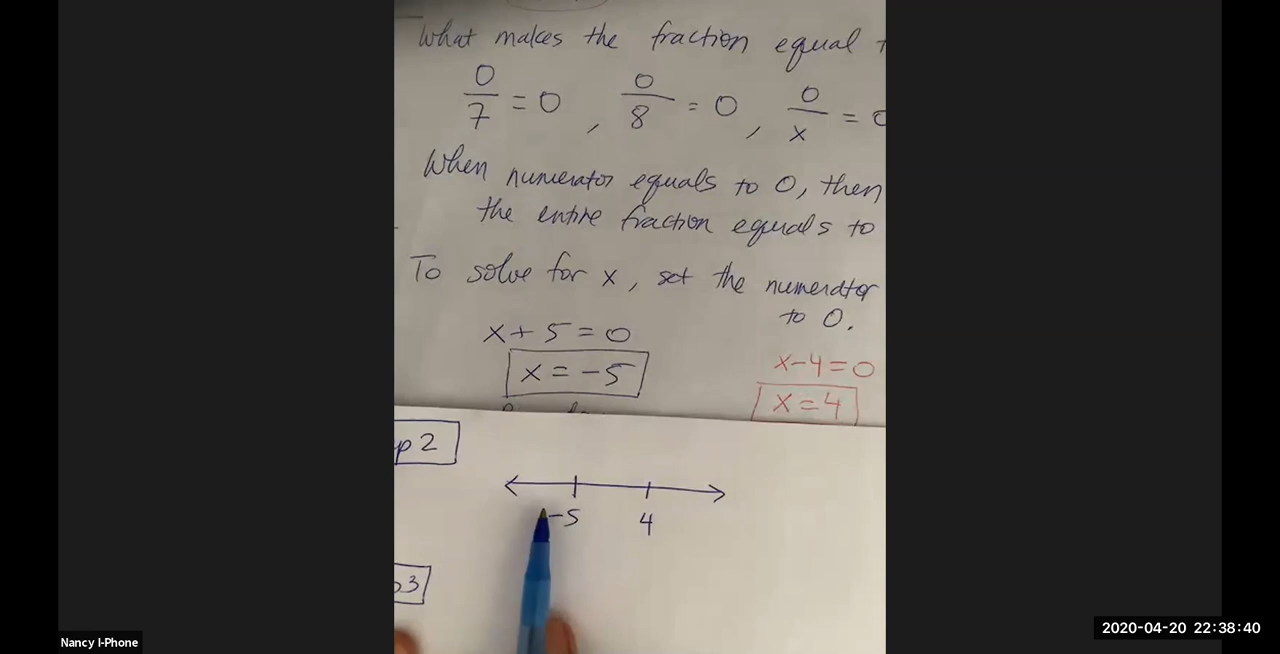 What makes the fraction equal
0/7 = 0 , 0/8 = 0 , 0/x = 0
When numerator equals to 0, then
the entire fraction equals to
To solve for x, set the numerator
to 0.
x + 5 = 0
x = -5
x-4=0
x=4
p 2
-5 4
3
Nancy I-Phone
2020-04-20 22:38:40